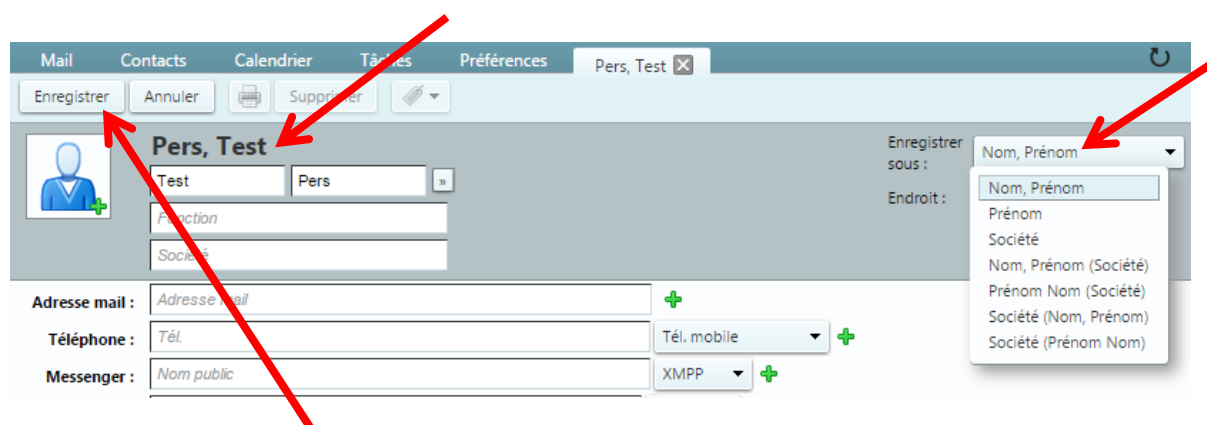 Mail Contacts Calendrier Tâches Préférences Pers, Test
Enregistrer Annuler Supprimer
Pers, Test
Test Pers »
Fonction
Société
Enregistrer sous : Nom, Prénom
Endroit :
Nom, Prénom
Prénom
Société
Nom, Prénom (Société)
Prénom Nom (Société)
Société (Nom, Prénom)
Société (Prénom Nom)
Adresse mail : Adresse mail
Téléphone : Tél. Tél. mobile
Messenger : Nom public XMPP